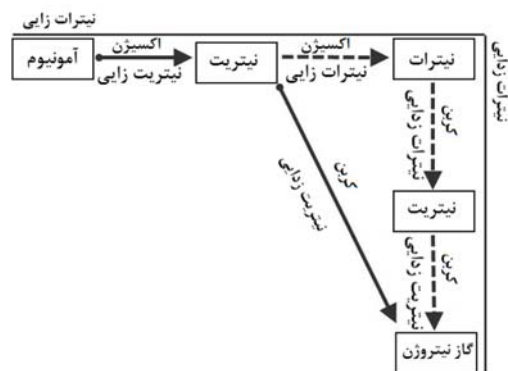 نیترات زایی
آمونیوم
اکسیژن
نیتریت زایی
نیتریت
اکسیژن
نیترات زایی
نیترات
نیترات زدایی
کربن
نیترات زدایی
کربن
نیتریت زدایی
نیتریت
کربن
نیتریت زدایی
گاز نیتروژن